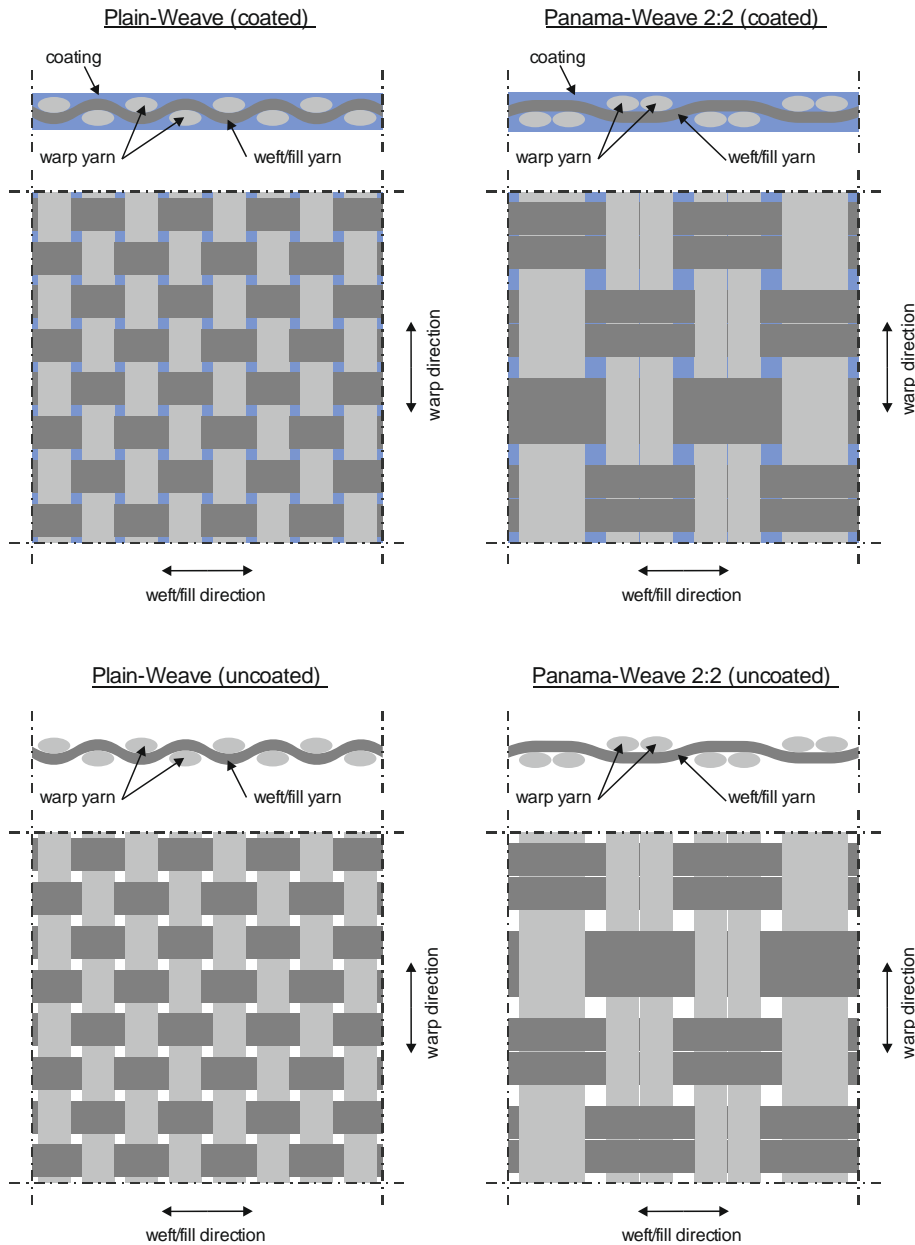 Plain-Weave (coated)
coating
warp yarn
weft/fill yarn
warp direction
weft/fill direction
Panama-Weave 2:2 (coated)
coating
warp yarn
weft/fill yarn
warp direction
weft/fill direction
Plain-Weave (uncoated)
warp yarn
weft/fill yarn
warp direction
weft/fill direction
Panama-Weave 2:2 (uncoated)
warp yarn
weft/fill yarn
warp direction
weft/fill direction